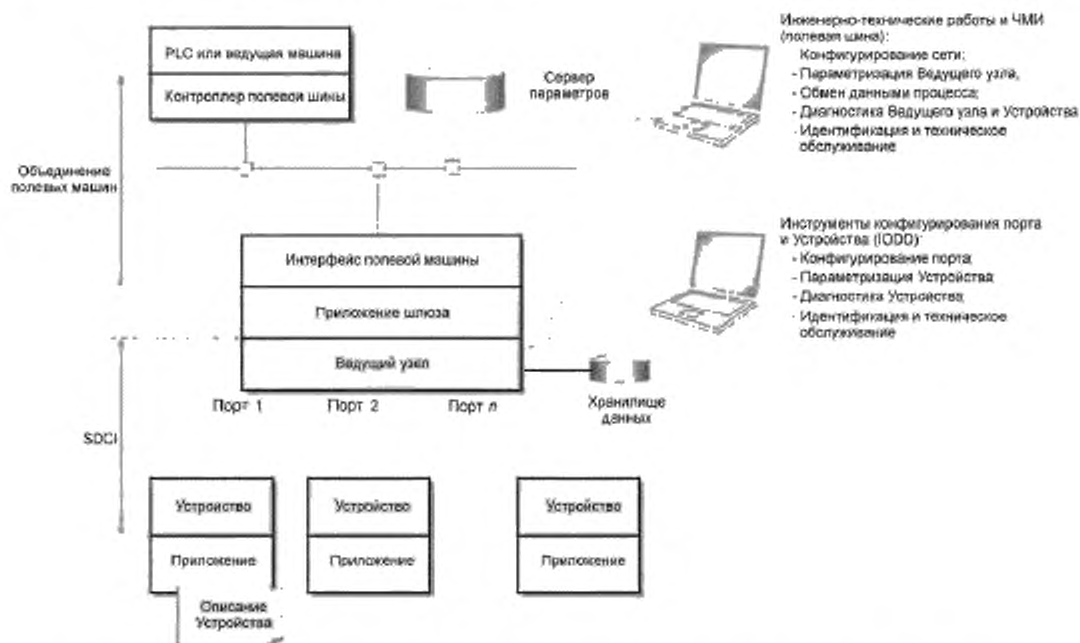 PLC или ведущая машина
Контроллер полевой шины
Сервер
параметров
Инженерно-технические работы и ЧМИ
(полевая шина):
Конфигурирование сети;
- Параметризация Ведущего узла,
- Обмен данными процесса;
- Диагностика Ведущего узла и Устройства
- Идентификация и техническое
обслуживание
Объединение
полевых машин
Интерфейс полевой машины
Приложение шлюза
Ведущий узел
Инструменты конфигурирования порта
и Устройства (IODD)
- Конфигурирование порта;
- Параметризация Устройства
- Диагностика Устройства;
- Идентификация и техническое
обслуживание
Порт 1
Порт 2
Порт n
Хранилище
данных
SDCI
Устройство
Устройство
Устройство
Приложение
Приложение
Приложение
Описание
Устройства